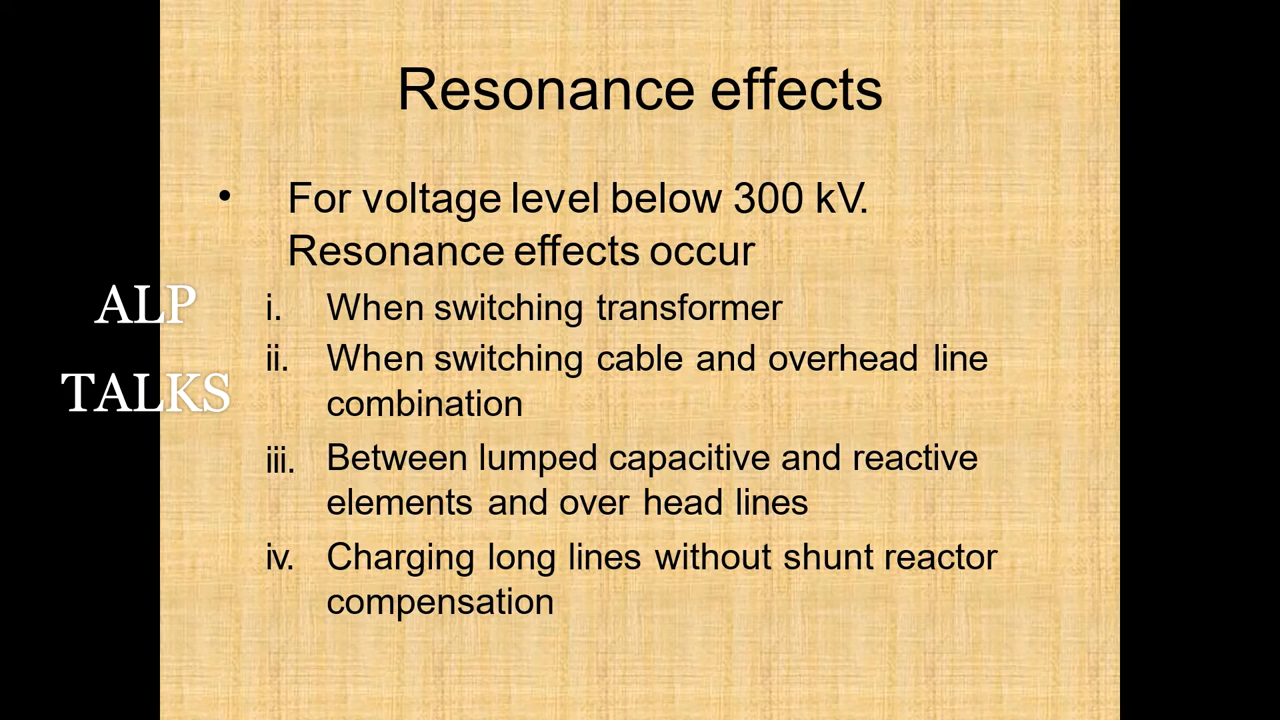 Resonance effects
• For voltage level below 300 kV.
Resonance effects occur
i. When switching transformer
ii. When switching cable and overhead line
combination
iii. Between lumped capacitive and reactive
elements and over head lines
iv. Charging long lines without shunt reactor
compensation
ALP
TALKS